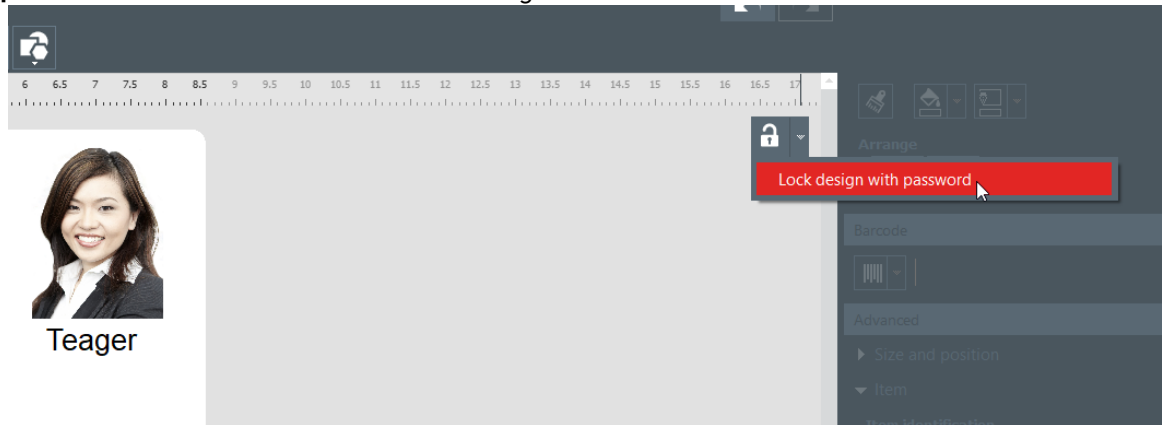 6 6.5 7 7.5 8 8.5 9 9.5 10 10.5 11 11.5 12 12.5 13 13.5 14 14.5 15 15.5 16 16.5 17
Arrange
Lock design with password
Barcode
Advanced
Size and position
Item
Item identification
Teager